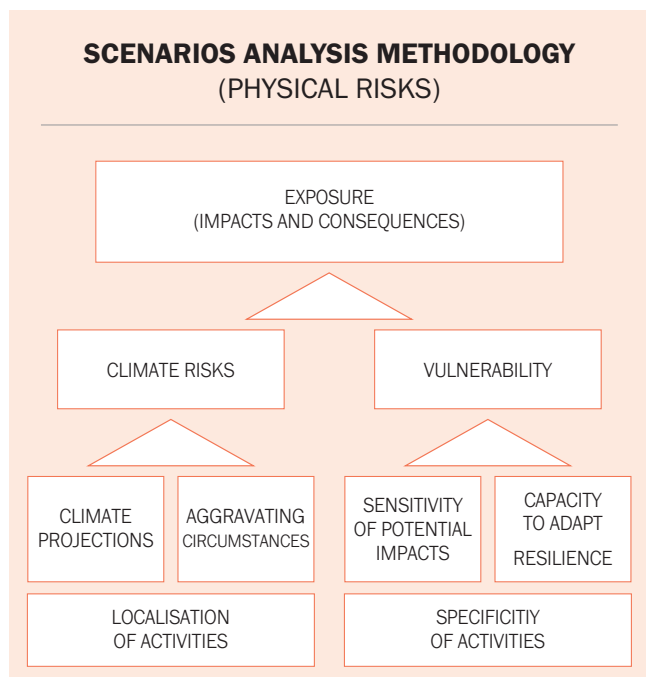 SCENARIOS ANALYSIS METHODOLOGY
(PHYSICAL RISKS)
EXPOSURE
(IMPACTS AND CONSEQUENCES)
CLIMATE RISKS
VULNERABILITY
CLIMATE
PROJECTIONS
AGGRAVATING
CIRCUMSTANCES
SENSITIVITY
OF POTENTIAL
IMPACTS
CAPACITY
TO ADAPT
RESILIENCE
LOCALISATION
OF ACTIVITIES
SPECIFICITIY
OF ACTIVITIES